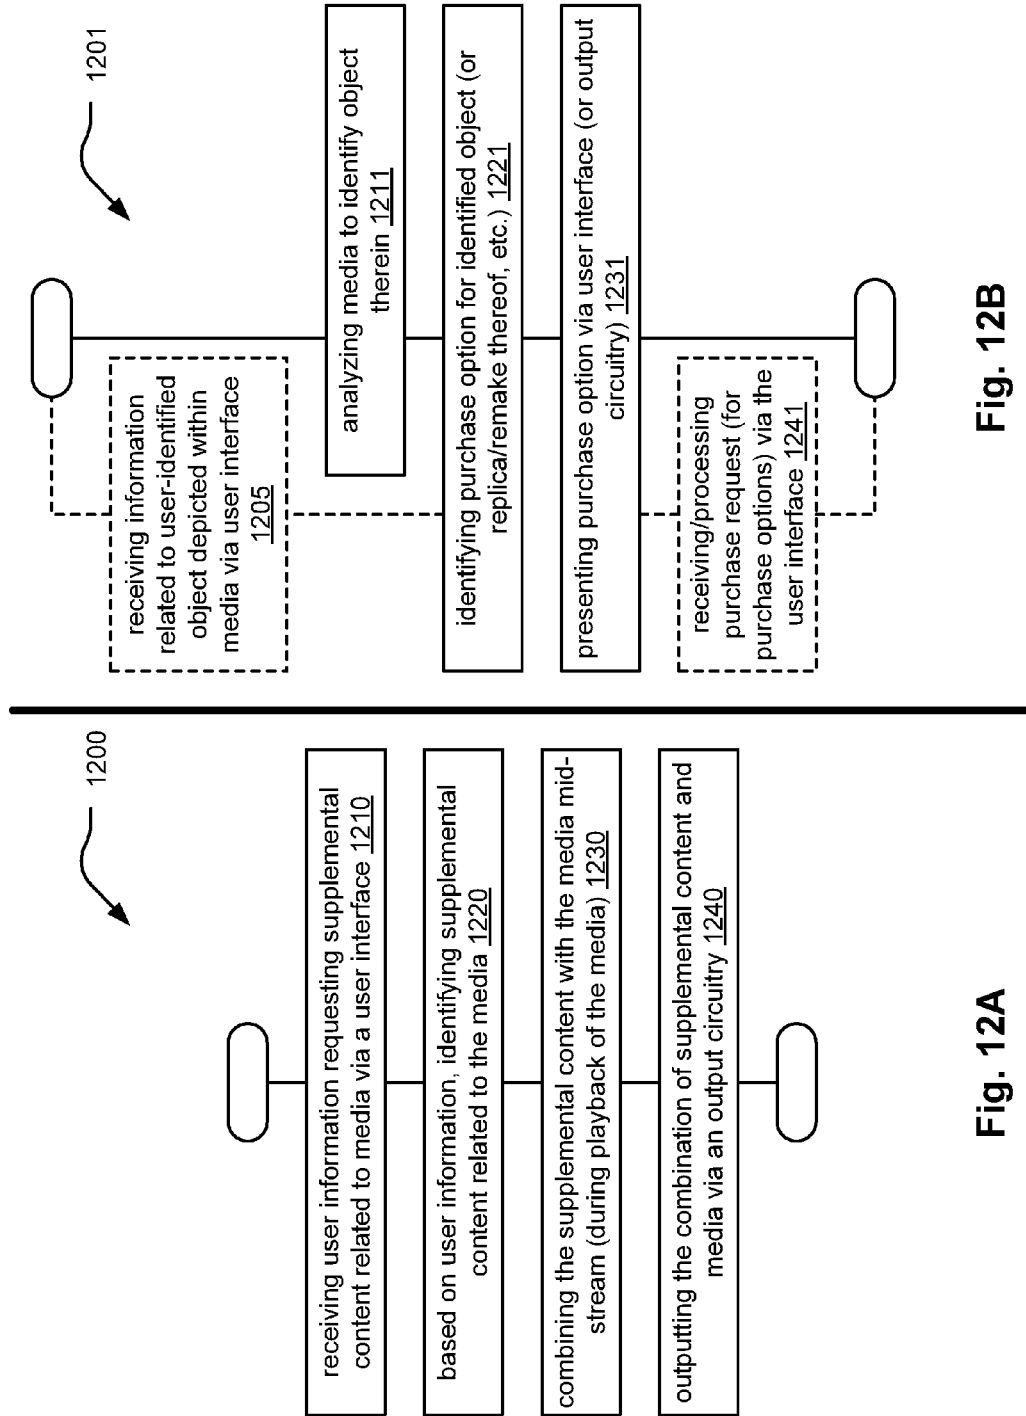 1200
receiving user information requesting supplemental
content related to media via a user interface 1210
based on user information, identifying supplemental
content related to the media 1220
combining the supplemental content with the media mid-
stream (during playback of the media) 1230
outputting the combination of supplemental content and
media via an output circuitry 1240
Fig. 12A
1201
receiving information
related to user-identified
object depicted within
media via user interface
1205
analyzing media to identify object
therein 1211
identifying purchase option for identified object (or
replica/remake thereof, etc.) 1221
presenting purchase option via user interface (or output
circuitry) 1231
receiving/processing
purchase request (for
purchase options) via the
user interface 1241
Fig. 12B